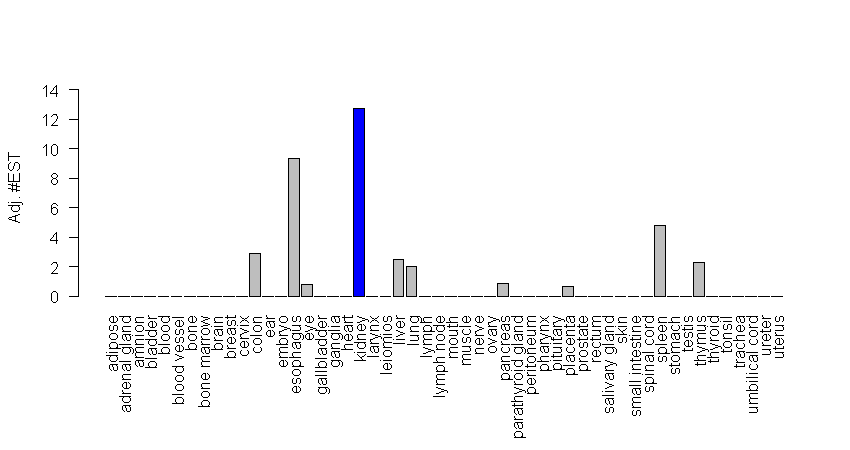 Adj. #EST
14
12
10
8
6
4
2
0
adipose
adrenal gland
amnion
bladder
blood
blood vessel
bone
bone marrow
brain
breast
cervix
colon
ear
embryo
esophagus
eye
gallbladder
ganglia
heart
kidney
larynx
leiomios
liver
lung
lymph
lymph node
mouth
muscle
nerve
ovary
pancreas
parathyroid gland
peritoneum
pharynx
pituitary
placenta
prostate
rectum
salivary gland
skin
small intestine
spinal cord
spleen
stomach
testis
thymus
thyroid
tonsil
trachea
umbilical cord
ureter
uterus